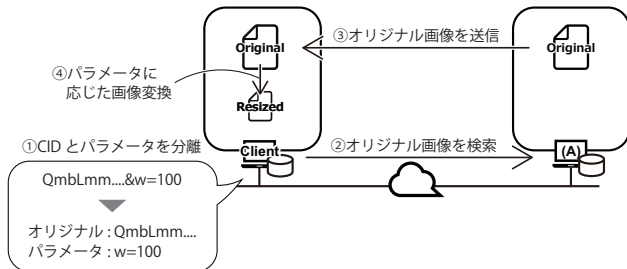 Original
③オリジナル画像を送信
Original
④パラメータに
応じた画像変換
Resized
①CID とパラメータを分離
Client
②オリジナル画像を検索
(A)
QmbLmm....&w=100
オリジナル : QmbLmm....
パラメータ : w=100